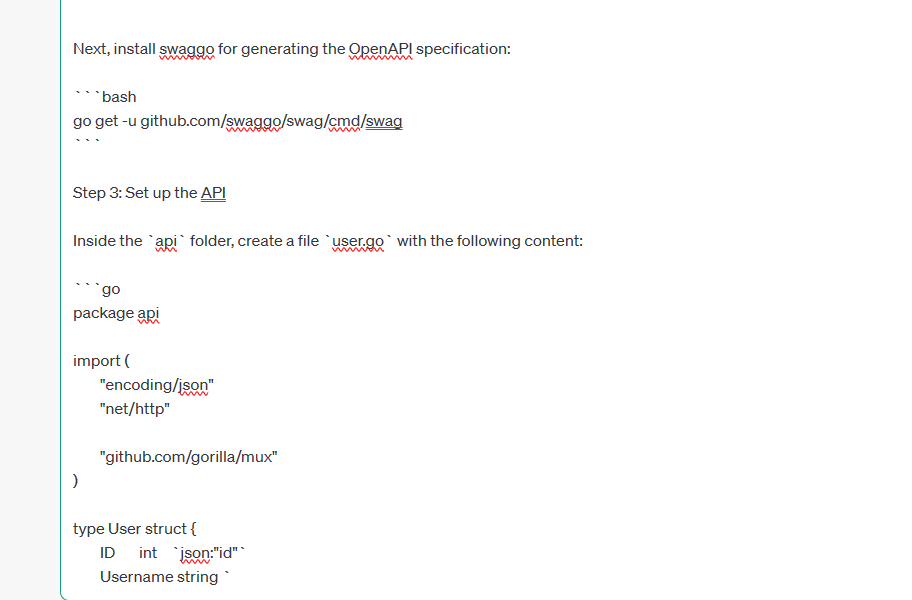 Next, install swaggo for generating the OpenAPI specification:
```bash
go get -u github.com/swaggo/swag/cmd/swag
```
Step 3: Set up the API
Inside the `api` folder, create a file `user.go` with the following content:
```go
package api
import (
"encoding/json"
"net/http"
"github.com/gorilla/mux"
)
type User struct {
ID int `json:"id"`
Username string `